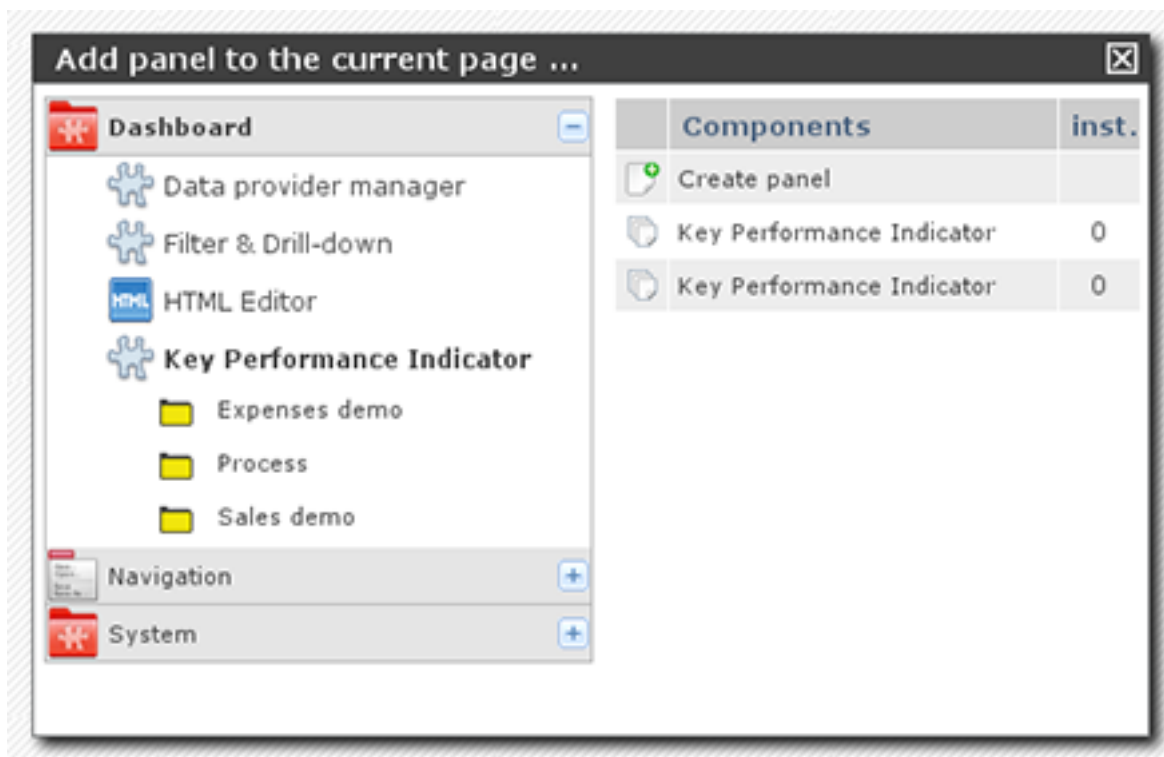 Add panel to the current page ...
Dashboard
Data provider manager
Filter & Drill-down
HTML
HTML Editor
Key Performance Indicator
Expenses demo
Process
Sales demo
Navigation
System
Components inst.
Create panel
Key Performance Indicator 0
Key Performance Indicator 0